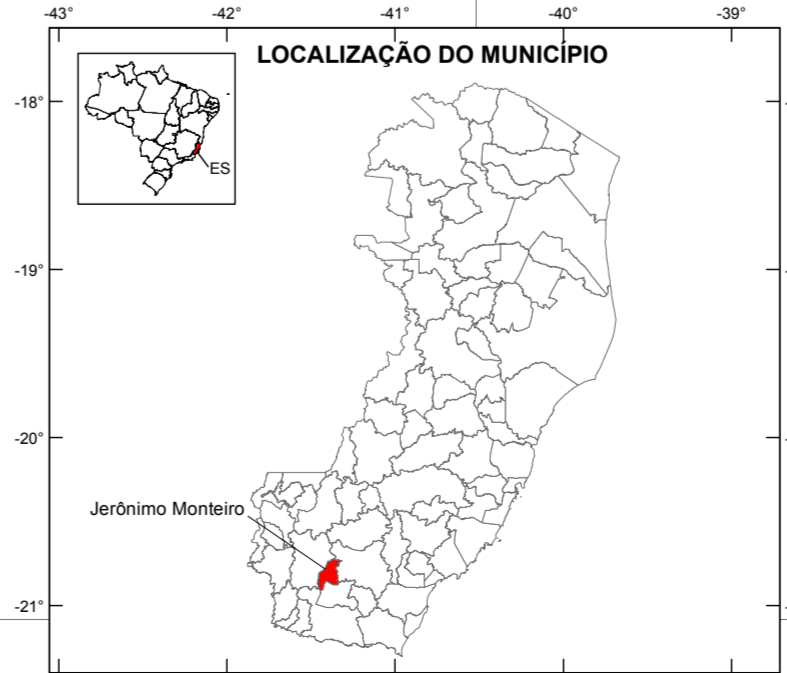 -43° -42° -41° -40° -39°
LOCALIZAÇÃO DO MUNICÍPIO
-18°
ES
-19°
-20°
Jerônimo Monteiro
-21°